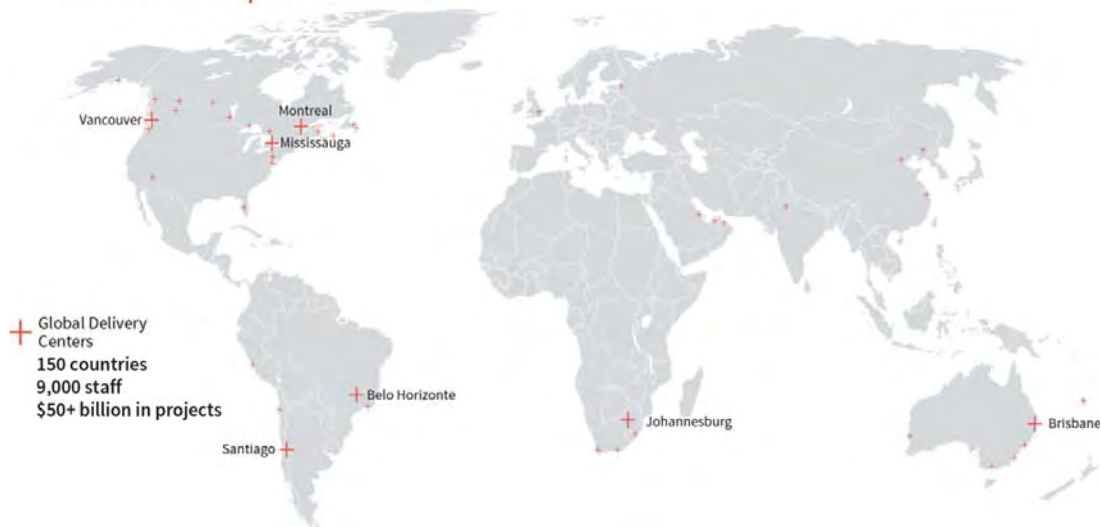 Montreal
Vancouver
Mississauga
Global Delivery
Centers
150 countries
9,000 staff
$50+ billion in projects
Belo Horizonte
Johannesburg
Brisbane
Santiago